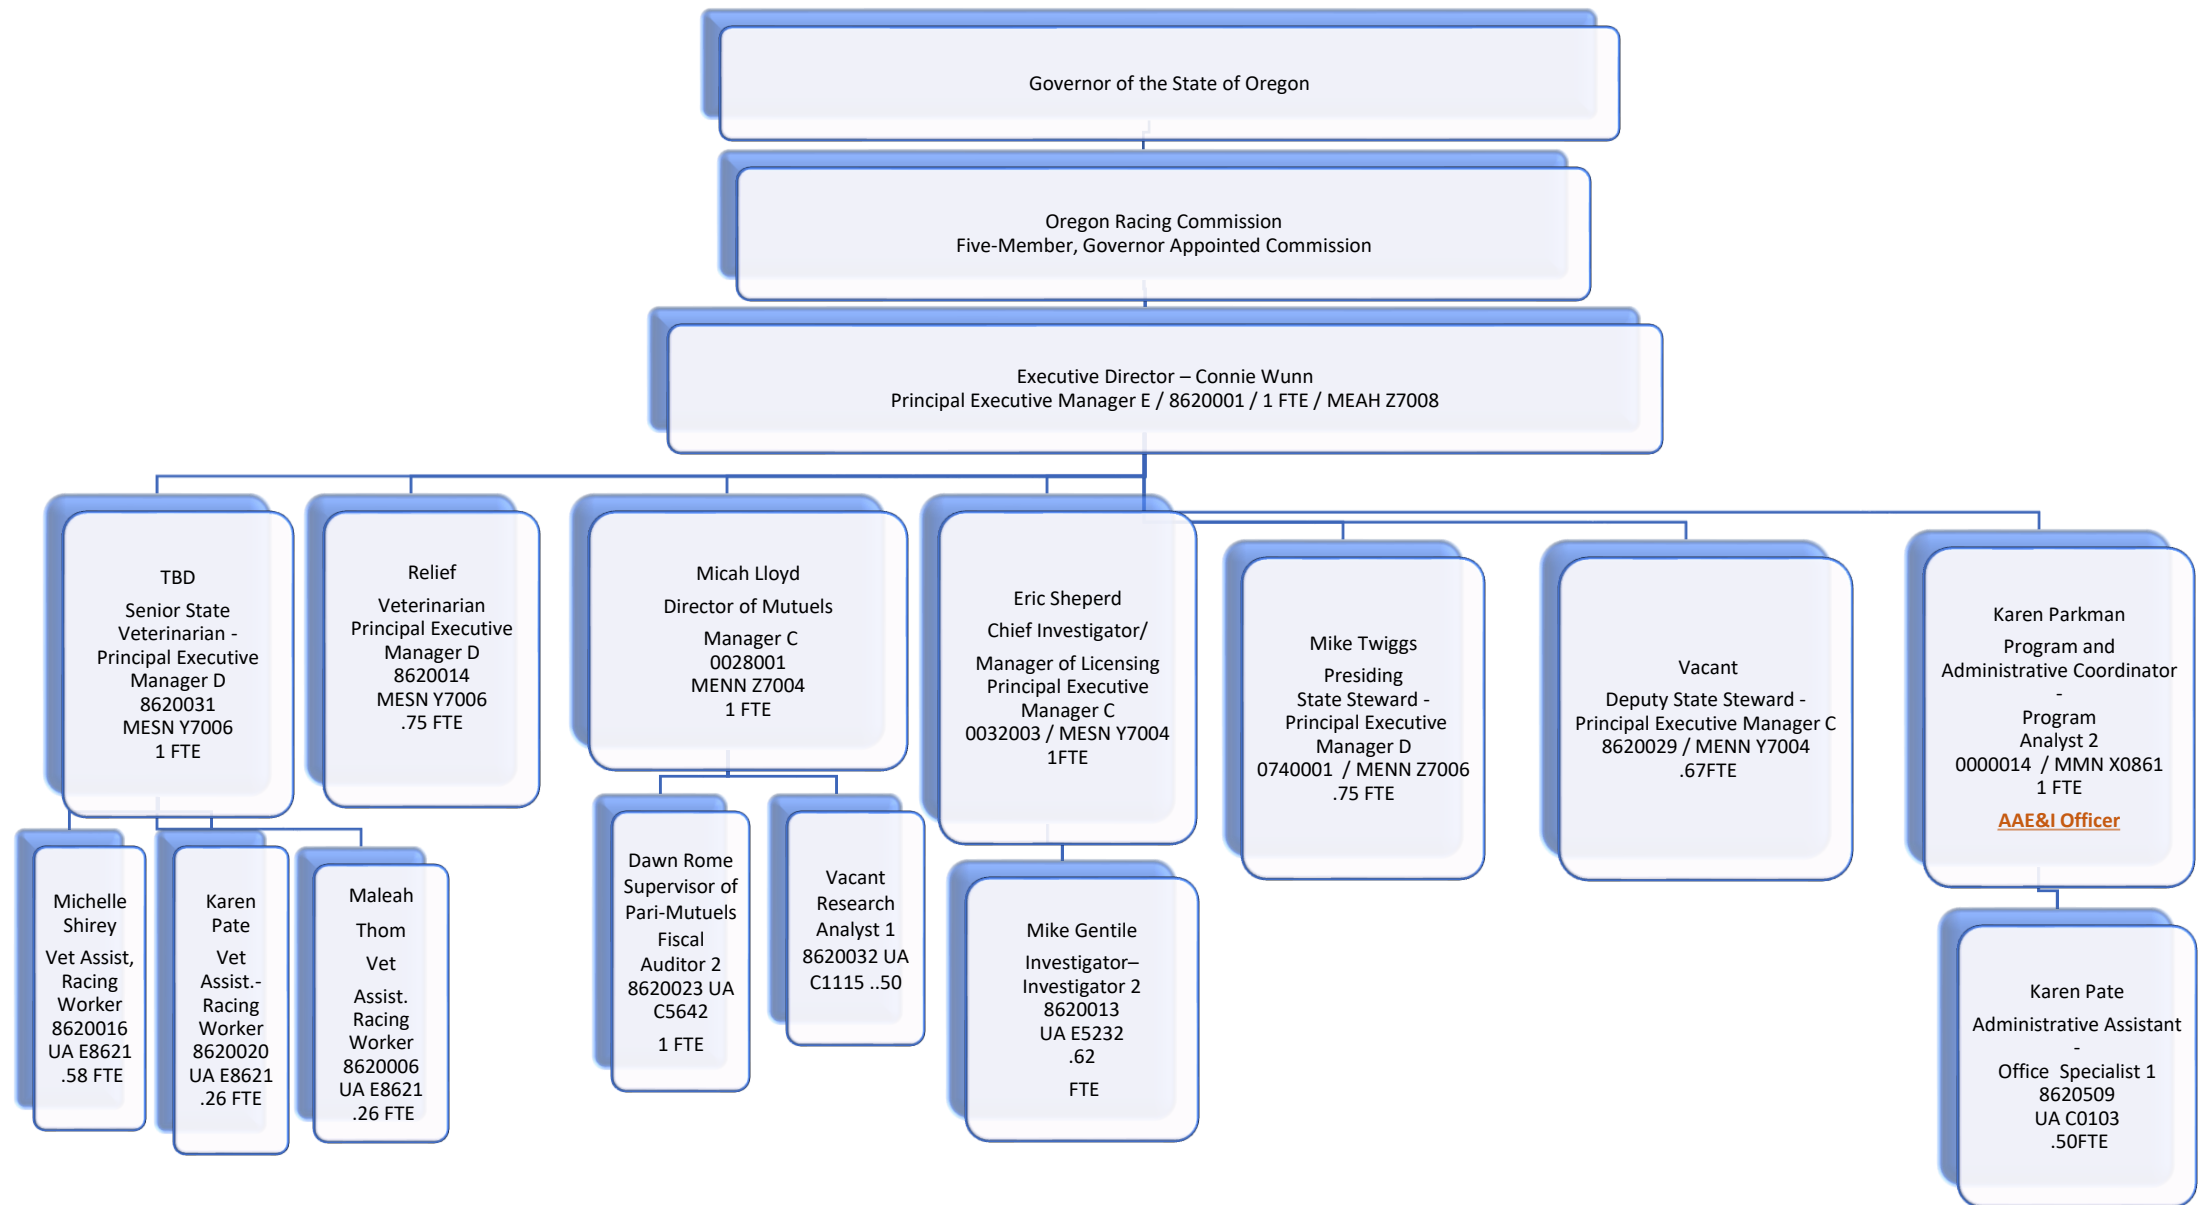 Governor of the State of Oregon
Oregon Racing Commission
Five-Member, Governor Appointed Commission
Executive Director – Connie Wunn
Principal Executive Manager E / 8620001 / 1 FTE / MEAH Z7008
TBD
Senior State
Veterinarian -
Principal Executive
Manager D
8620031
MESN Y7006
1 FTE
Relief
Veterinarian
Principal Executive
Manager D
8620014
MESN Y7006
.75 FTE
Micah Lloyd
Director of Mutuels
Manager C
0028001
MENN Z7004
1 FTE
Eric Sheperd
Chief Investigator/
Manager of Licensing
Principal Executive
Manager C
0032003 / MESN Y7004
1FTE
Mike Twiggs
Presiding
State Steward -
Principal Executive
Manager D
0740001 / MENN Z7006
.75 FTE
Vacant
Deputy State Steward -
Principal Executive Manager C
8620029 / MENN Y7004
.67FTE
Karen Parkman
Program and
Administrative Coordinator
-
Program
Analyst 2
0000014 / MMN X0861
1 FTE
AAE&I Officer
Michelle
Shirey
Vet Assist,
Racing
Worker
8620016
UA E8621
.58 FTE
Karen
Pate
Vet
Assist.-
Racing
Worker
8620020
UA E8621
.26 FTE
Maleah
Thom
Vet
Assist.
Racing
Worker
8620006
UA E8621
.26 FTE
Dawn Rome
Supervisor of
Pari-Mutuels
Fiscal
Auditor 2
8620023 UA
C5642
1 FTE
Vacant
Research
Analyst 1
8620032 UA
C1115 ..50
Mike Gentile
Investigator–
Investigator 2
8620013
UA E5232
.62
FTE
Karen Pate
Administrative Assistant
-
Office Specialist 1
8620509
UA C0103
.50FTE